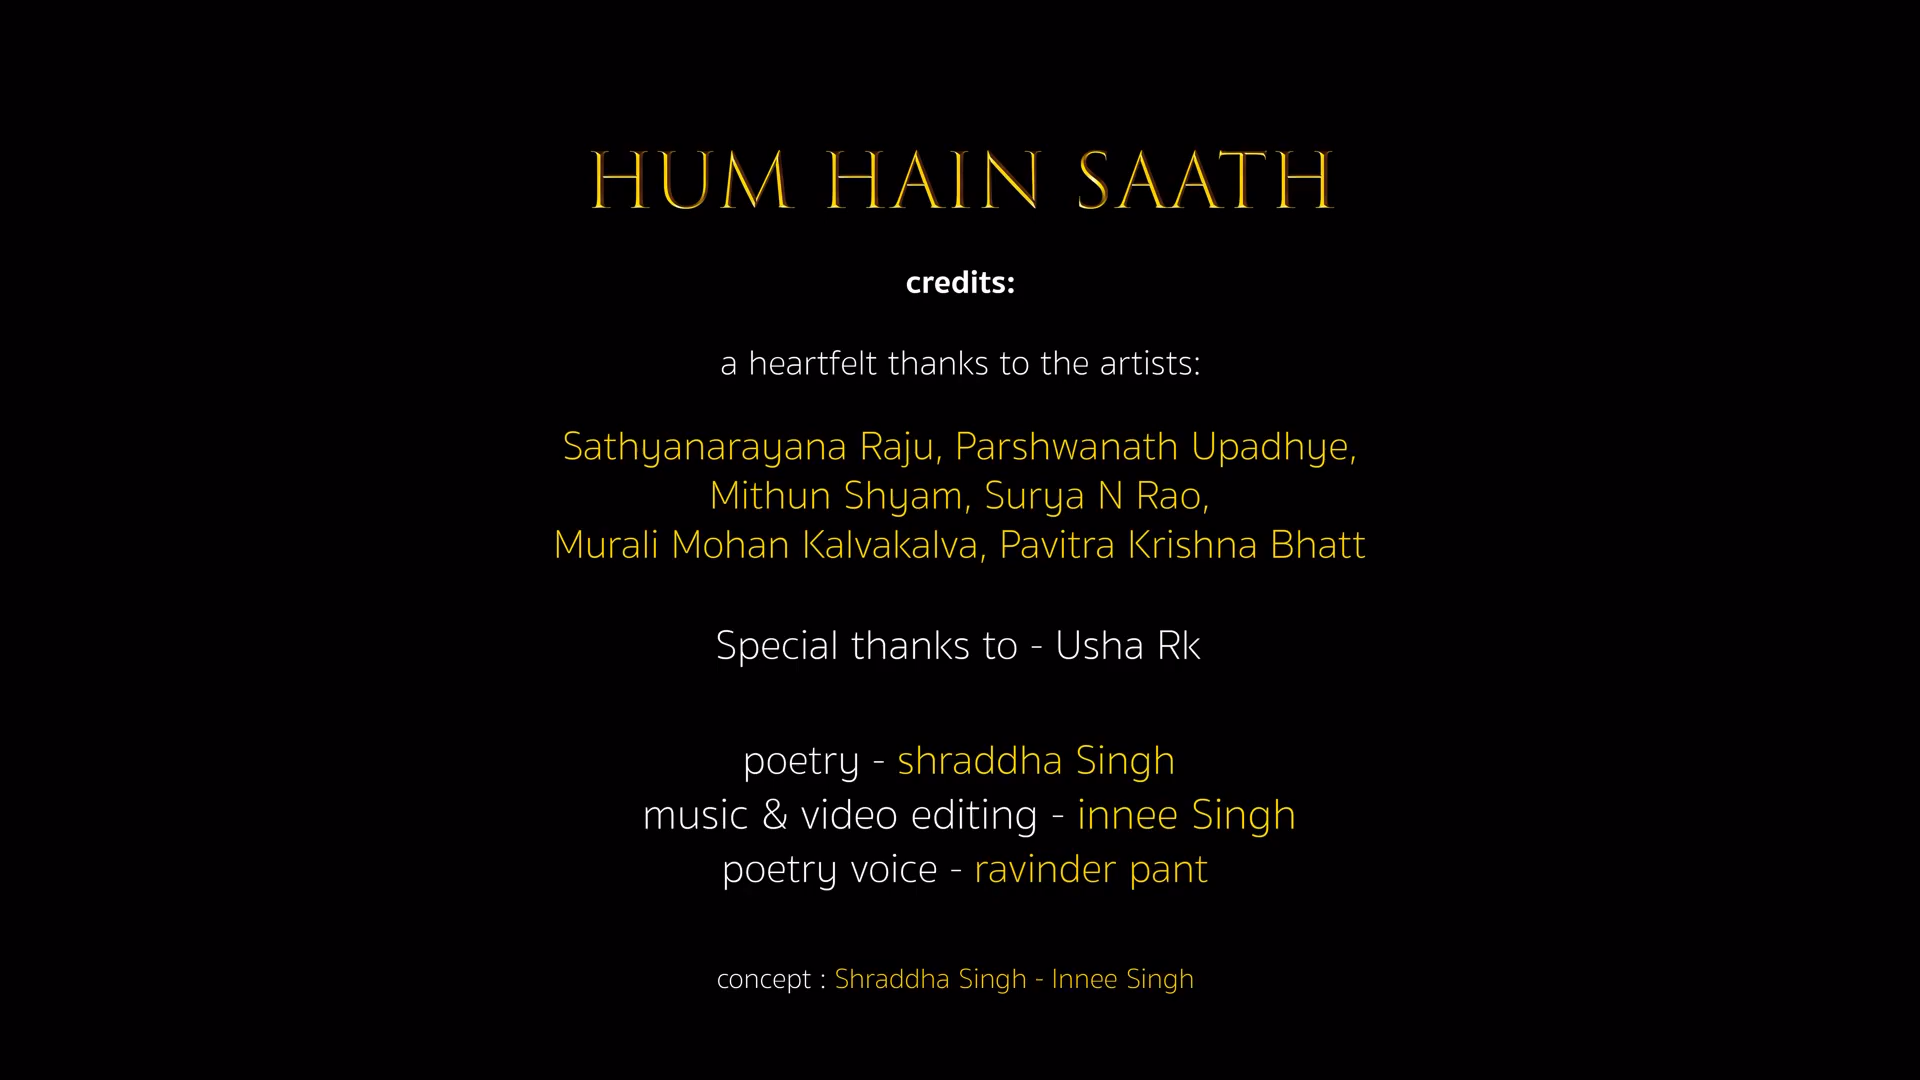 HUM HAIN SAATH
credits:
a heartfelt thanks to the artists:
Sathyanarayana Raju, Parshwanath Upadhye,
Mithun Shyam, Surya N Rao,
Murali Mohan Kalvakalva, Pavitra Krishna Bhatt
Special thanks to - Usha Rk
poetry - shraddha Singh
music & video editing - innee Singh
poetry voice - ravinder pant
concept : Shraddha Singh - Innee Singh